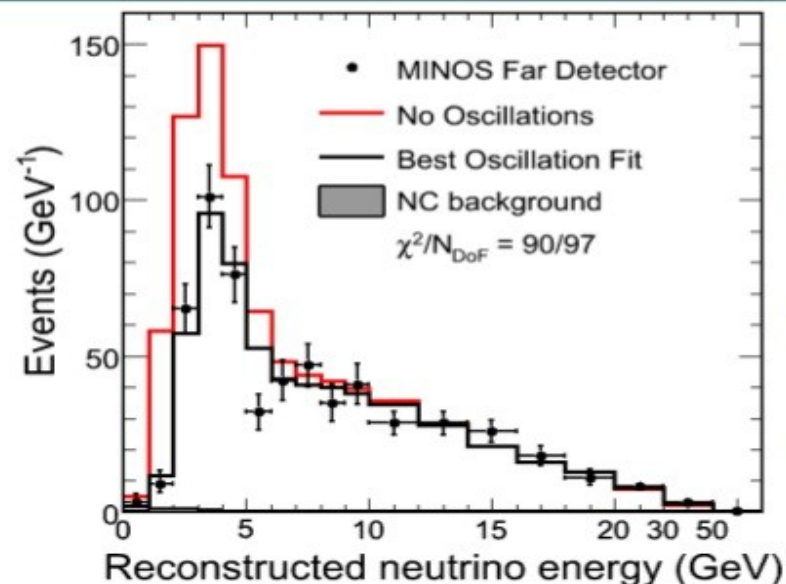 150
100
50
0
Events (GeV⁻¹)
MINOS Far Detector
No Oscillations
Best Oscillation Fit
NC background
χ²/N_DoF = 90/97
0 5 10 15 20 30 50
Reconstructed neutrino energy (GeV)